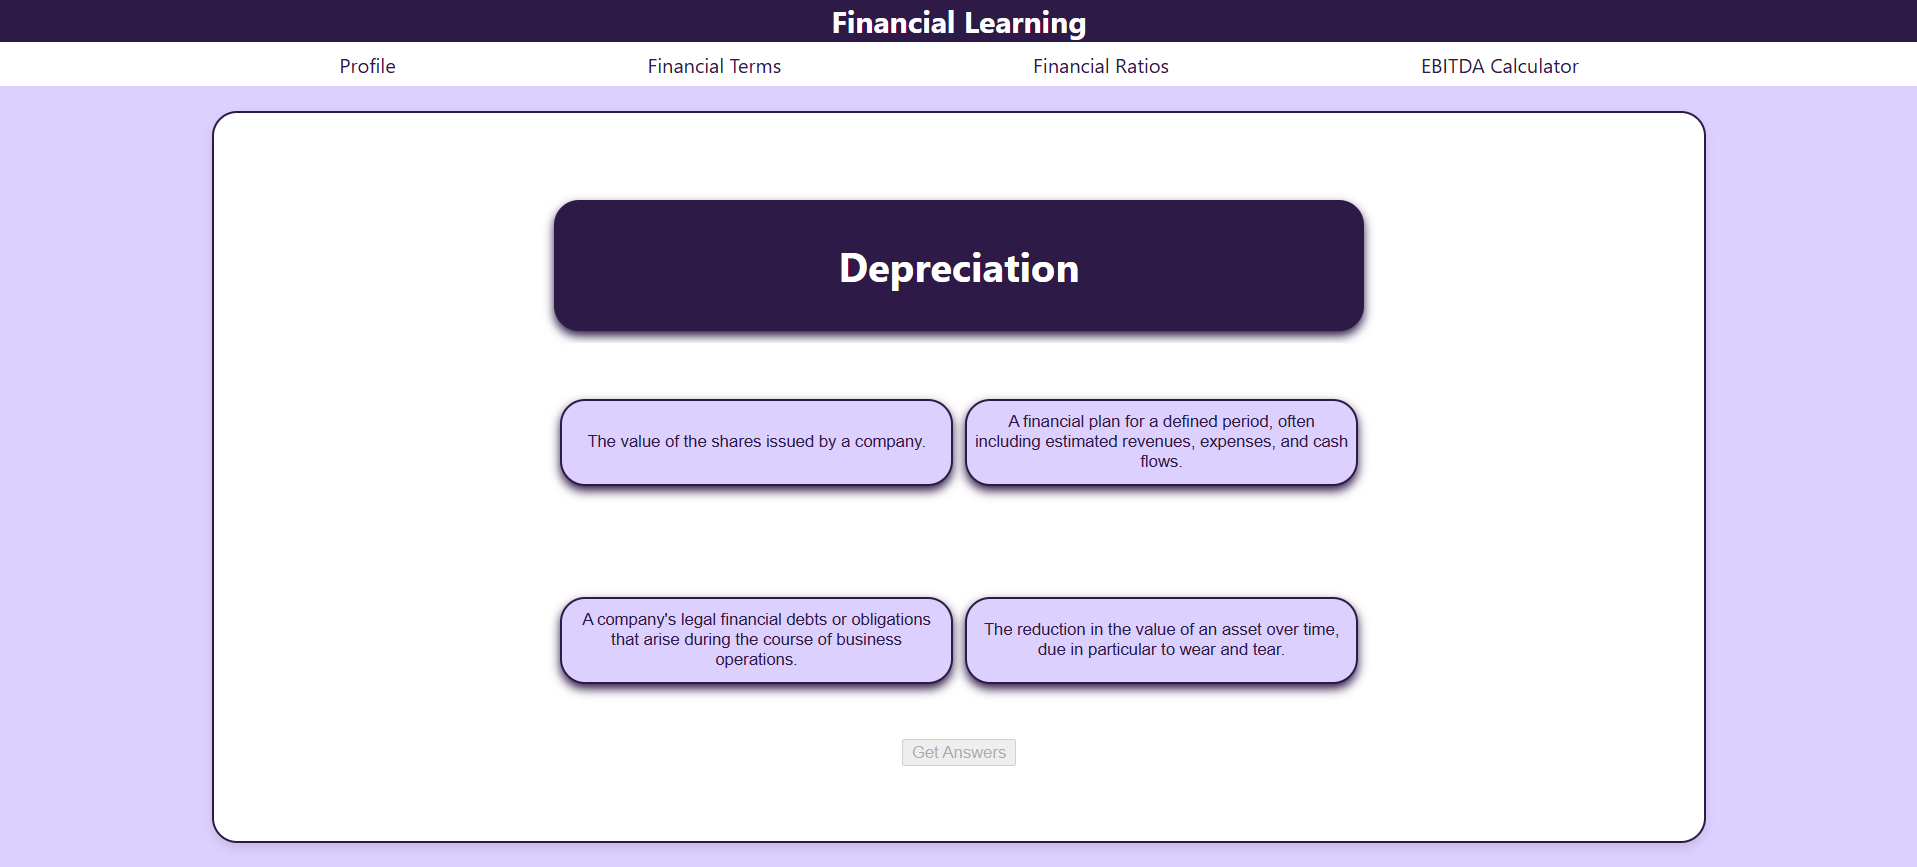 Financial Learning
Profile
Financial Terms
Financial Ratios
EBITDA Calculator
Depreciation
The value of the shares issued by a company.
A financial plan for a defined period, often
including estimated revenues, expenses, and cash
flows.
A company's legal financial debts or obligations
that arise during the course of business
operations.
The reduction in the value of an asset over time,
due in particular to wear and tear.
Get Answers